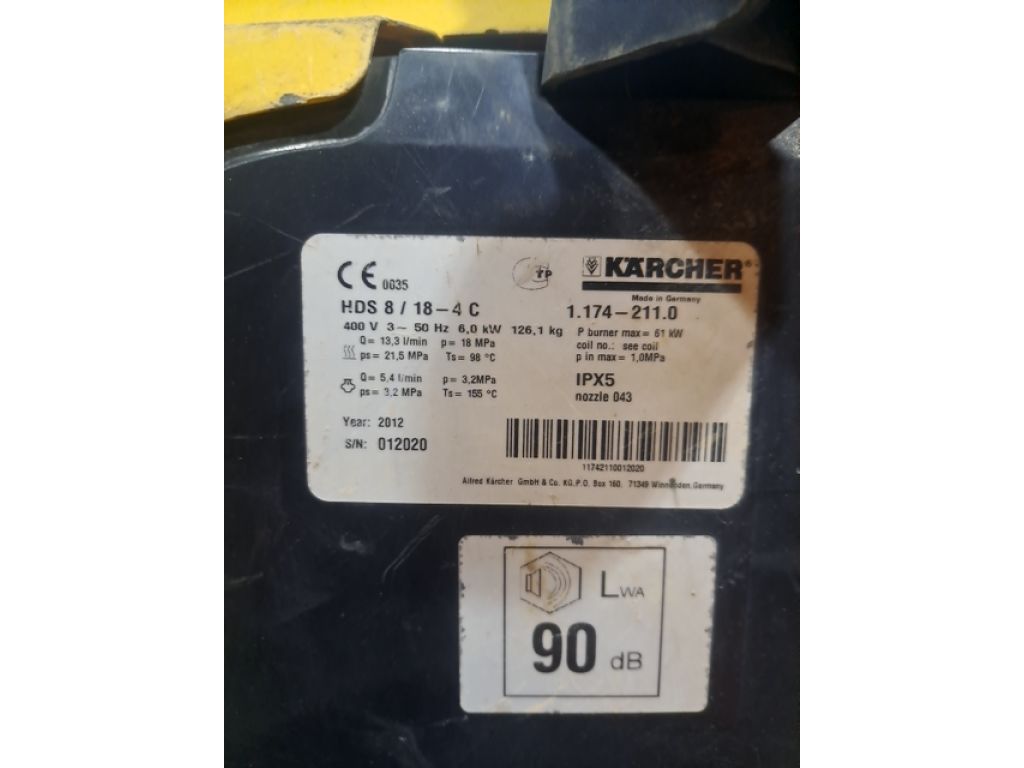 CE 0035
TP
KÄRCHER®
Made in Germany
HDS 8 / 18-4 C
1.174-211.0
400 V 3~ 50 Hz 6,0 kW 126,1 kg
P burner max= 61 kW
Q= 13,3 l/min p= 18 MPa
coil no.: see coil
ps= 21,5 MPa Ts= 98 °C
p in max= 1,0MPa
Q= 5,4 l/min p= 3,2MPa
IPX5
ps= 3,2 MPa Ts= 155 °C
nozzle 043
Year: 2012
S/N: 012020
11742110012020
Alfred Kärcher GmbH & Co. KG,P.O. Box 160. 71349 Winnenden,Germany
LWA
90 dB